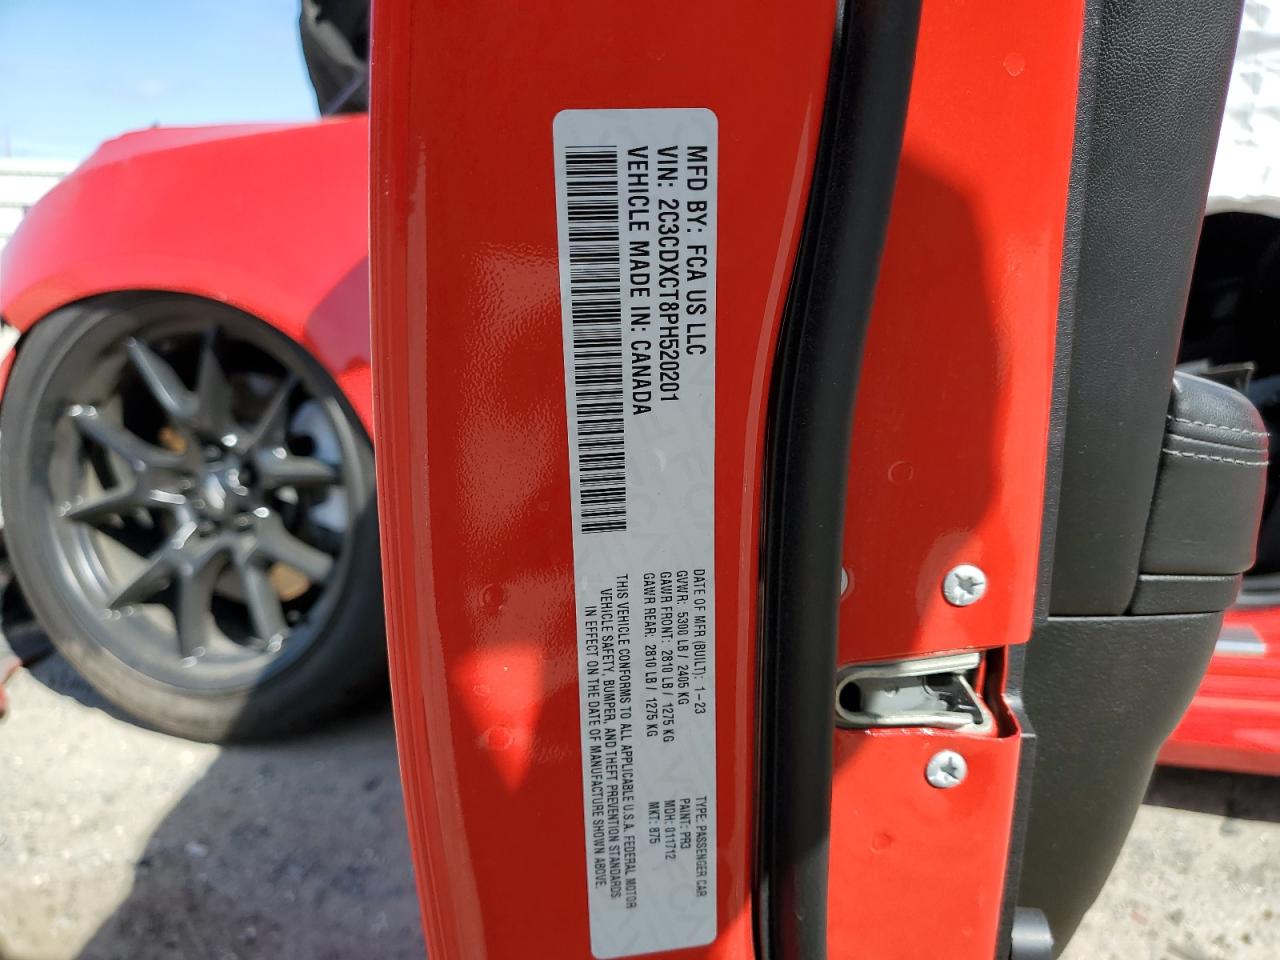 MFD BY: FCA US LLC
VIN: 2C3CDXCT8PH520201
VEHICLE MADE IN: CANADA
DATE OF MFR (BUILT): 1-23
GVWR: 5300 LB / 2405 KG
GAWR FRONT: 2810 LB / 1275 KG
GAWR REAR: 2810 LB / 1275 KG
THIS VEHICLE CONFORMS TO ALL APPLICABLE U.S.A. FEDERAL MOTOR
VEHICLE SAFETY, BUMPER, AND THEFT PREVENTION STANDARDS
IN EFFECT ON THE DATE OF MANUFACTURE SHOWN ABOVE.
TYPE: PASSENGER CAR
PAINT: PR3
MDH: 011712
MKT: 875